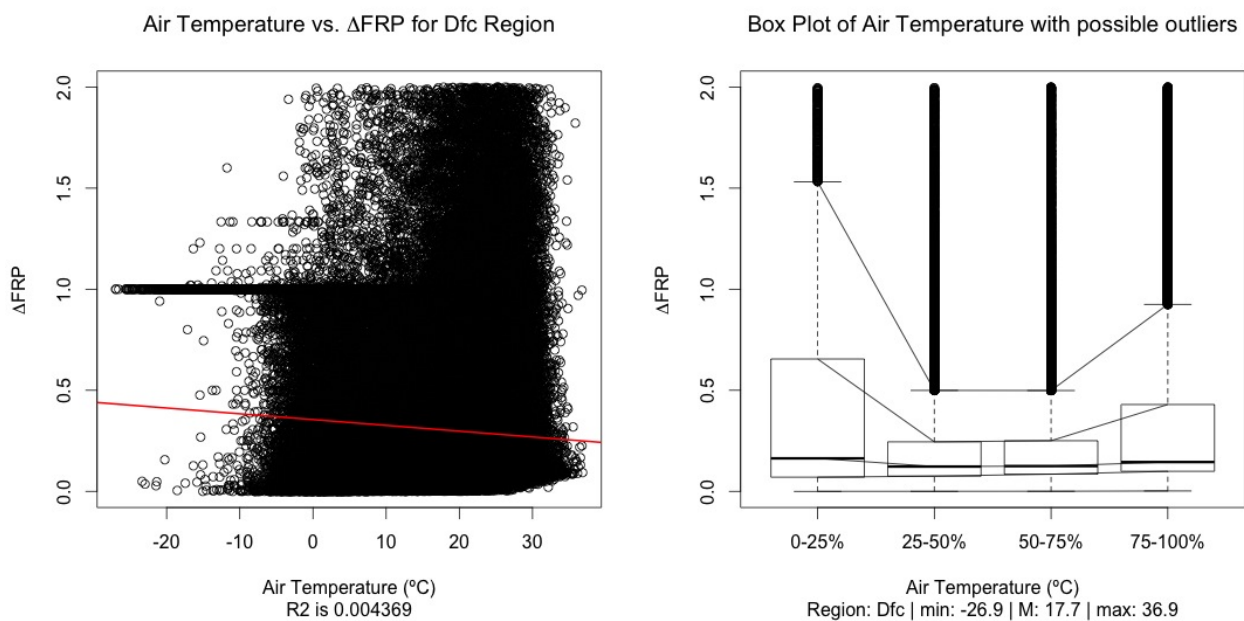 Air Temperature vs. ΔFRP for Dfc Region
2.0
1.5
1.0
0.5
0.0
ΔFRP
-20
-10
0
10
20
30
Air Temperature (ºC)
R2 is 0.004369
Box Plot of Air Temperature with possible outliers
2.0
1.5
1.0
0.5
0.0
ΔFRP
0-25%
25-50%
50-75%
75-100%
Air Temperature (ºC)
Region: Dfc | min: -26.9 | M: 17.7 | max: 36.9